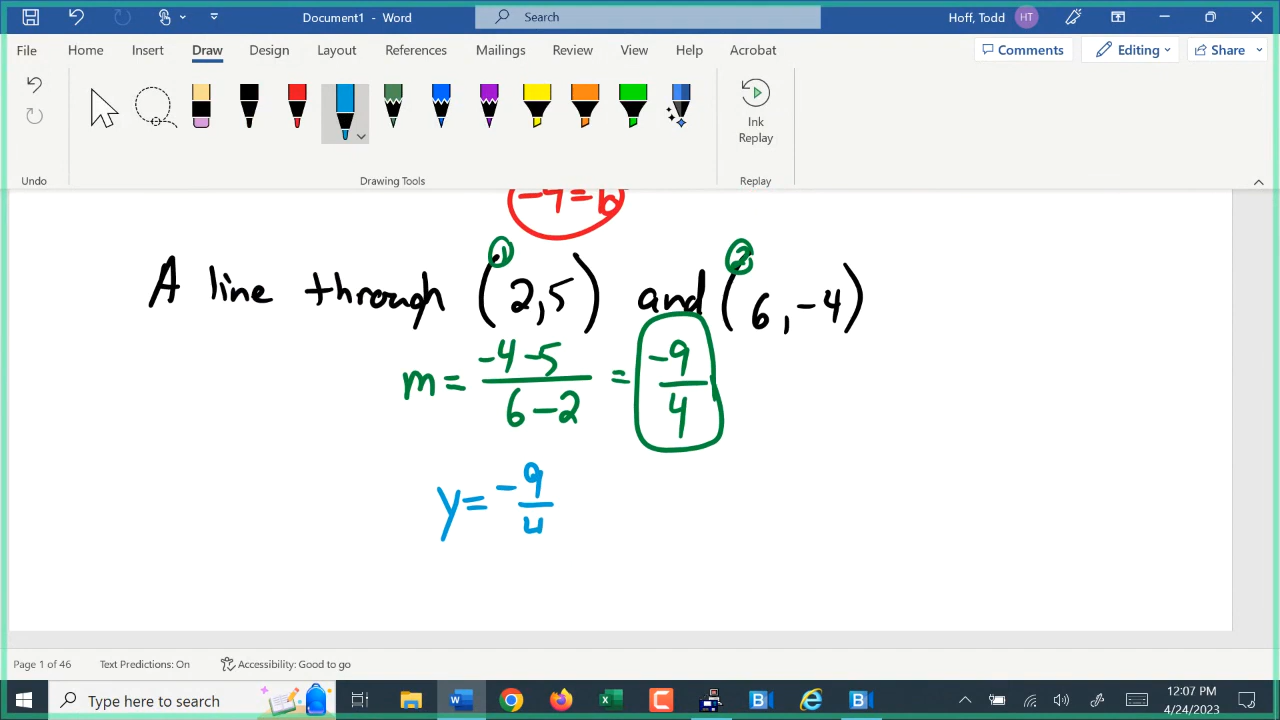 Document1 - Word
Search
Hoff, Todd HT
File Home Insert Draw Design Layout References Mailings Review View Help Acrobat
Comments Editing Share
Ink
Replay
Undo
Drawing Tools
Replay
-7=b
A line through (2,5) and (6,-4)
① ②
m = -4-5/6-2 = -9/4
y = -9/4
Page 1 of 46 Text Predictions: On Accessibility: Good to go
Type here to search
12:07 PM
4/24/2023